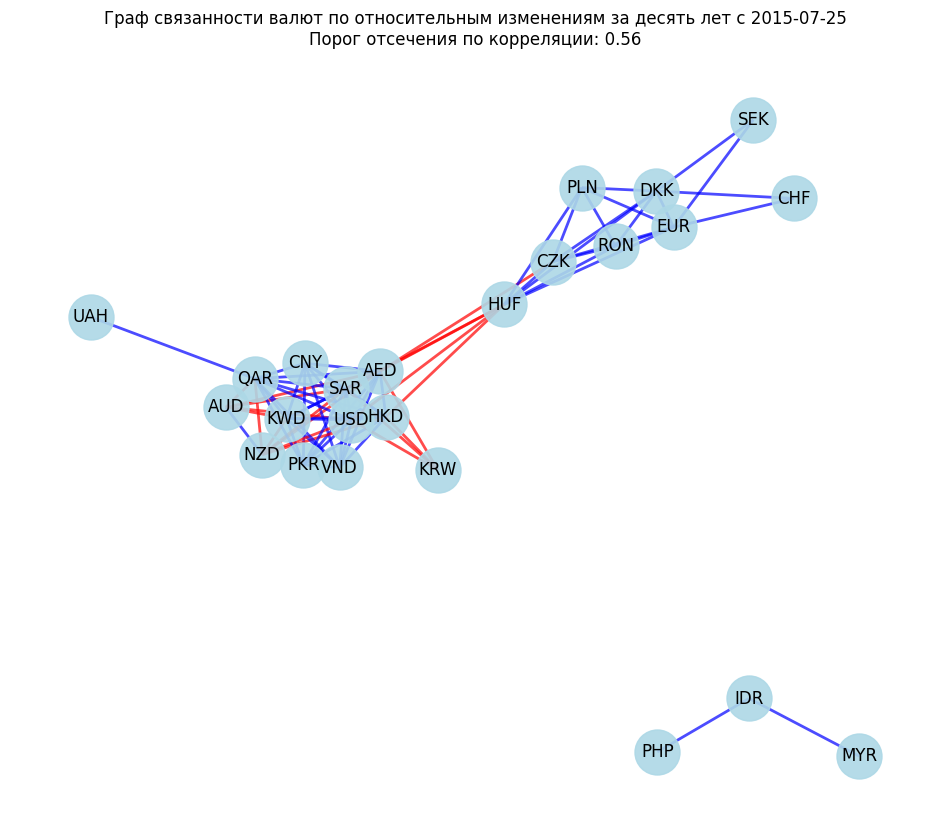 Граф связанности валют по относительным изменениям за десять лет с 2015-07-25
Порог отсечения по корреляции: 0.56
SEK
PLN
DKK
CHF
EUR
RON
CZK
HUF
UAH
CNY
AED
QAR
SAR
AUD
KWD
USD
HKD
NZD
PKR
VND
KRW
IDR
PHP
MYR